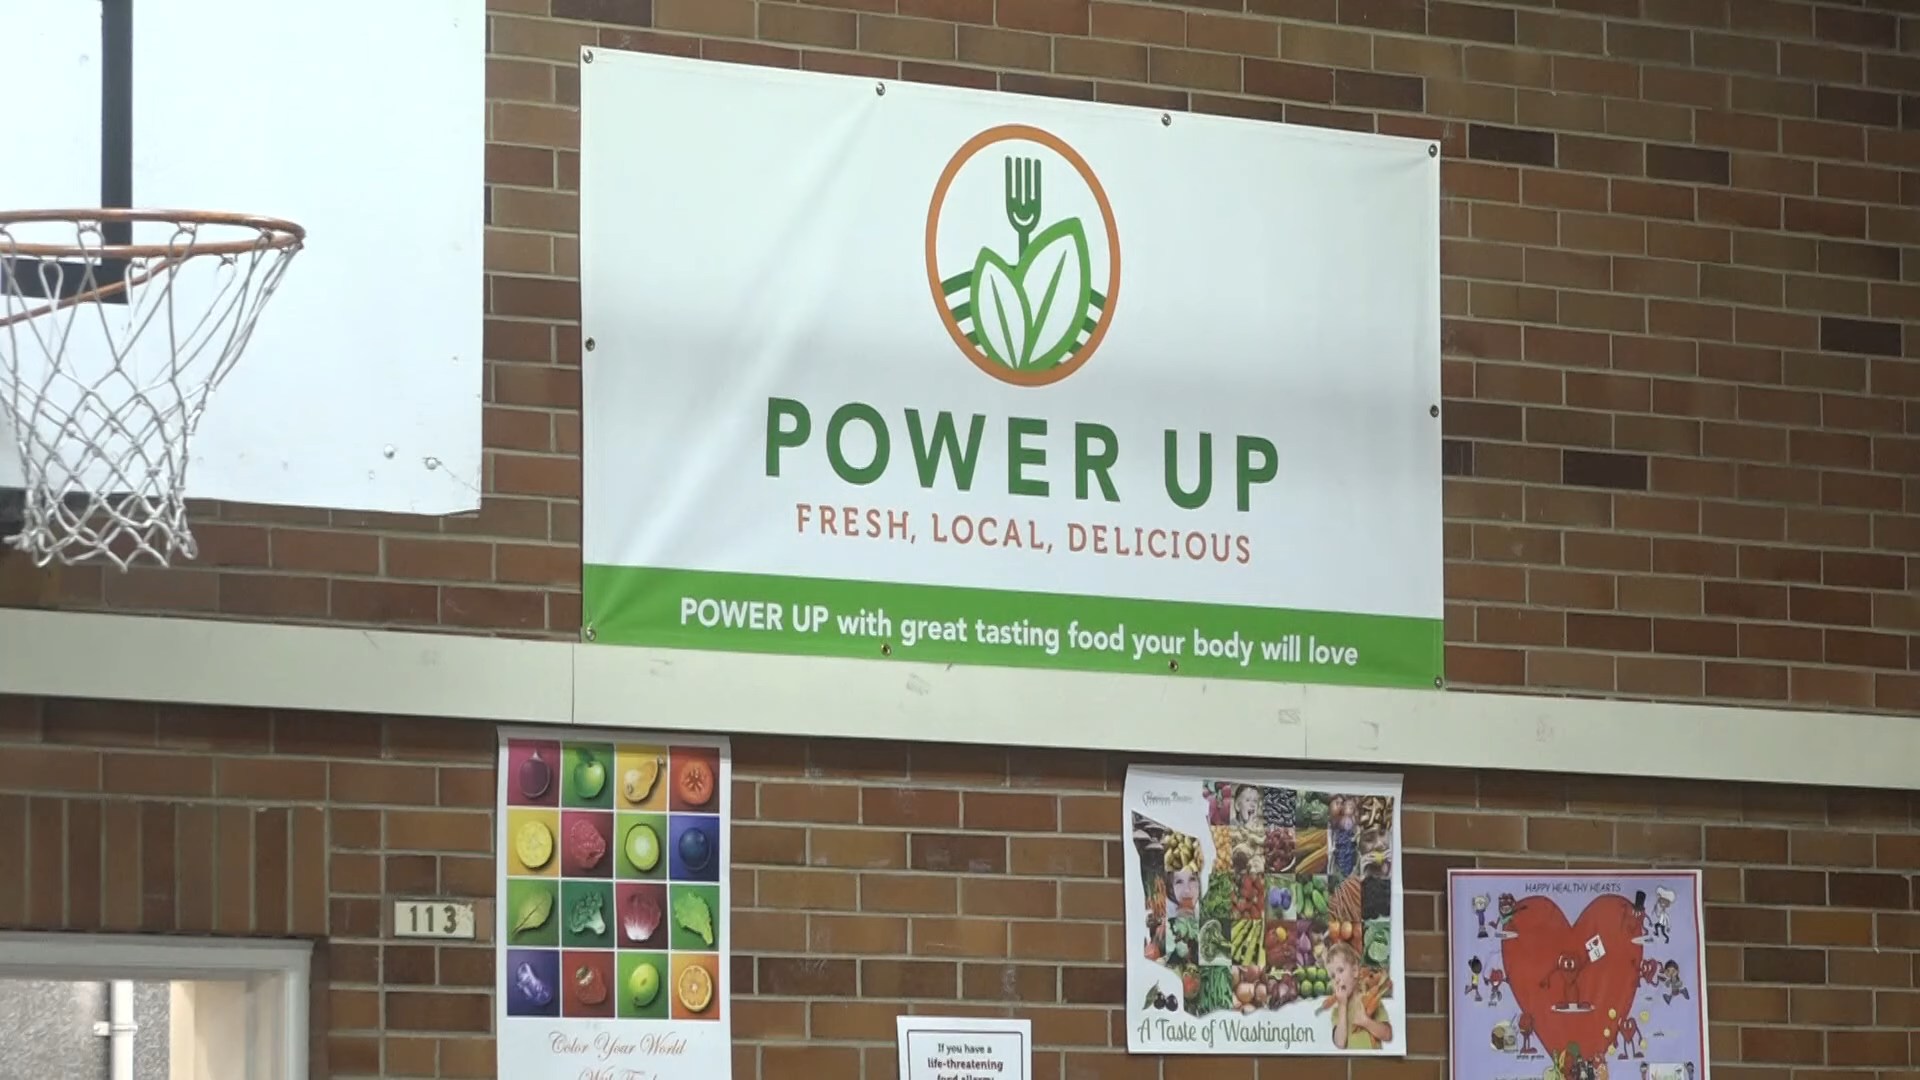 POWER UP
FRESH, LOCAL, DELICIOUS
POWER UP with great tasting food your body will love
113
Color Your World
A Taste of Washington
HAPPY HEALTHY HEARTS
If you have a
life-threatening
food allergy